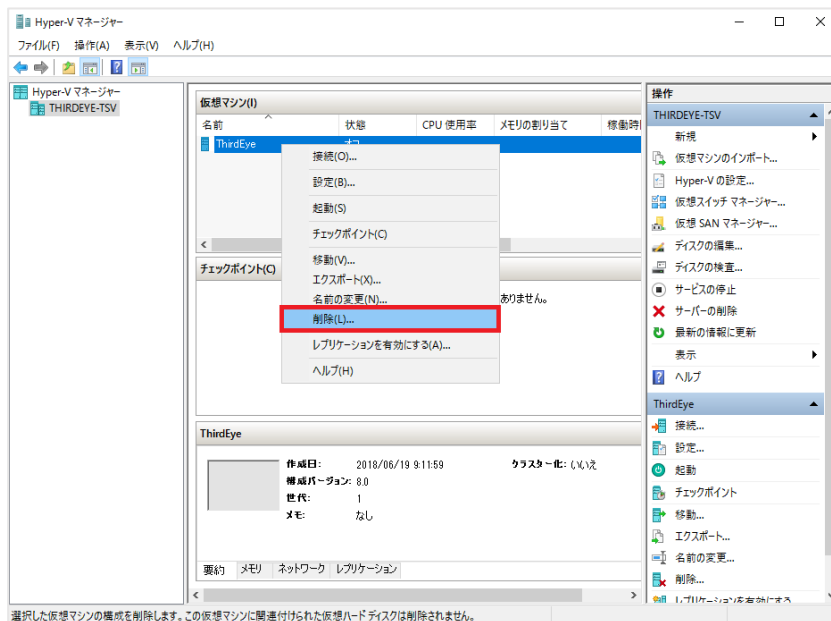 Hyper-V マネージャー
ファイル(F) 操作(A) 表示(V) ヘルプ(H)
Hyper-V マネージャー
THIRDEYE-TSV
仮想マシン(I)
名前 状態 CPU 使用率 メモリの割り当て 稼働時
ThirdEye
接続(O)...
設定(B)...
起動(S)
チェックポイント(C)
移動(V)...
エクスポート(X)...
名前の変更(N)...
削除(L)...
レプリケーションを有効にする(A)...
ヘルプ(H)
チェックポイント(C)
ありません。
ThirdEye
作成日: 2018/06/19 9:11:59 クラスター化: いいえ
構成バージョン: 8.0
世代: 1
メモ: なし
要約 メモリ ネットワーク レプリケーション
操作
THIRDEYE-TSV
新規
仮想マシンのインポート...
Hyper-V の設定...
仮想スイッチ マネージャー...
仮想 SAN マネージャー...
ディスクの編集...
ディスクの検査...
サービスの停止
サーバーの削除
最新の情報に更新
表示
ヘルプ
ThirdEye
接続...
設定...
起動
チェックポイント
移動...
エクスポート...
名前の変更...
削除...
レプリケーションを有効にする
選択した仮想マシンの構成を削除します。この仮想マシンに関連付けられた仮想ハード ディスクは削除されません。